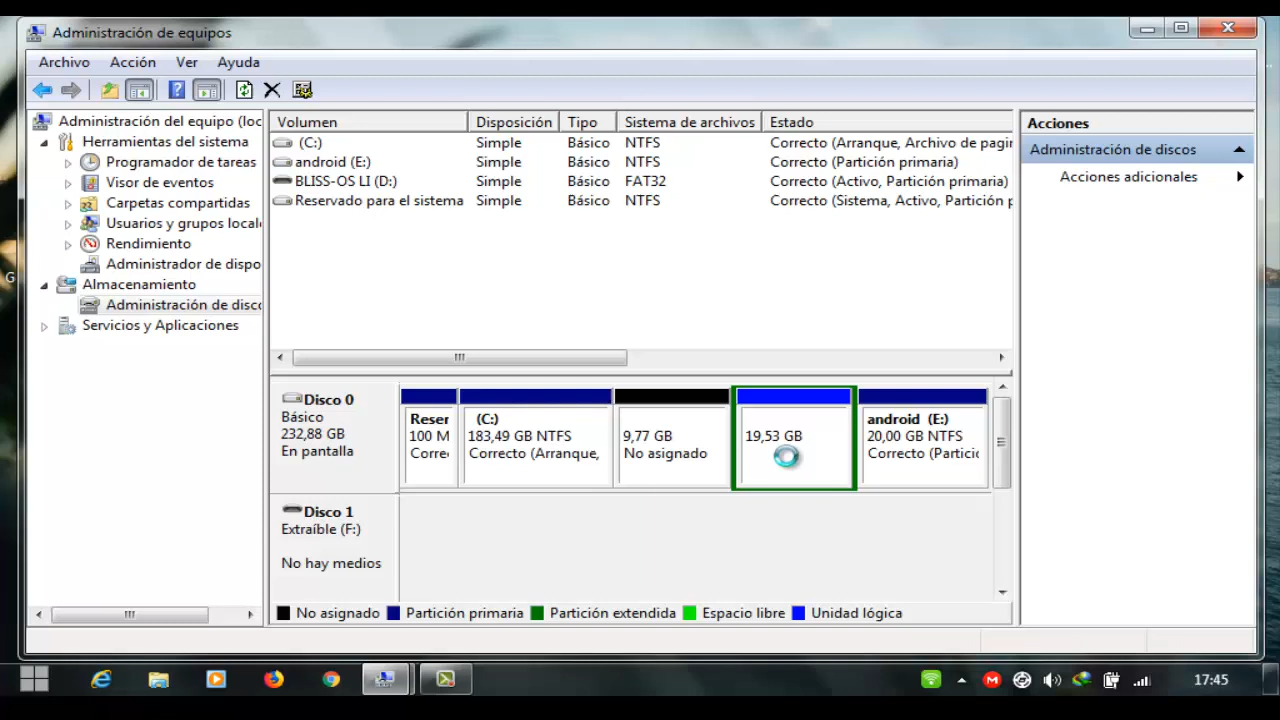 Administración de equipos
Archivo Acción Ver Ayuda
Administración del equipo (loc
Herramientas del sistema
Programador de tareas
Visor de eventos
Carpetas compartidas
Usuarios y grupos local
Rendimiento
Administrador de dispo
Almacenamiento
Administración de disco
Servicios y Aplicaciones
Volumen Disposición Tipo Sistema de archivos Estado
(C:) Simple Básico NTFS Correcto (Arranque, Archivo de pagin
android (E:) Simple Básico NTFS Correcto (Partición primaria)
BLISS-OS LI (D:) Simple Básico FAT32 Correcto (Activo, Partición primaria)
Reservado para el sistema Simple Básico NTFS Correcto (Sistema, Activo, Partición p
Disco 0
Básico
232,88 GB
En pantalla
Reser
100 M
Corre
(C:)
183,49 GB NTFS
Correcto (Arranque,
9,77 GB
No asignado
19,53 GB
android (E:)
20,00 GB NTFS
Correcto (Partic
Disco 1
Extraíble (F:)
No hay medios
No asignado Partición primaria Partición extendida Espacio libre Unidad lógica
Acciones
Administración de discos
Acciones adicionales
G
17:45